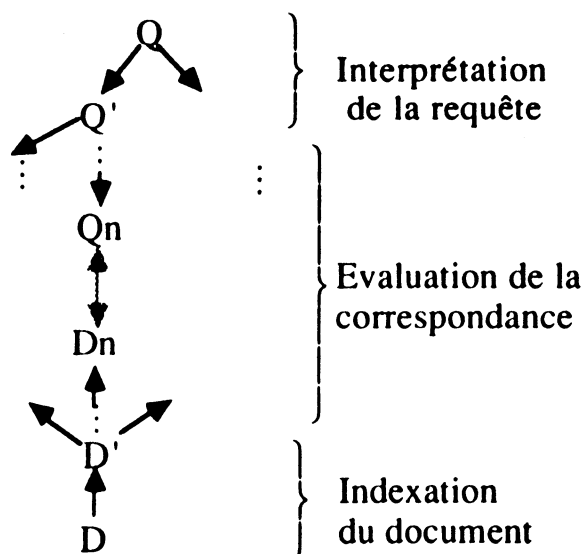 Q
Interprétation
de la requête
Q'
Qn
Evaluation de la
correspondance
Dn
D'
Indexation
du document
D